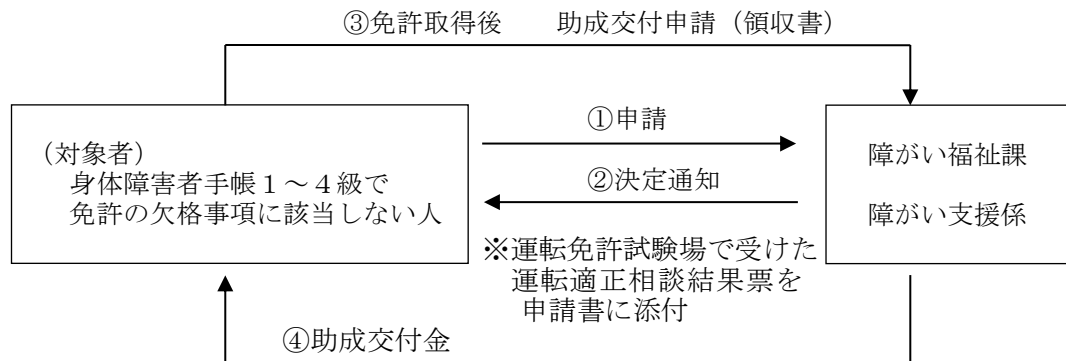 ③免許取得後　　助成交付申請（領収書）
①申請
（対象者）
身体障害者手帳１～４級で
免許の欠格事項に該当しない人
障がい福祉課
②決定通知
障がい支援係
※運転免許試験場で受けた
運転適正相談結果票を
申請書に添付
④助成交付金